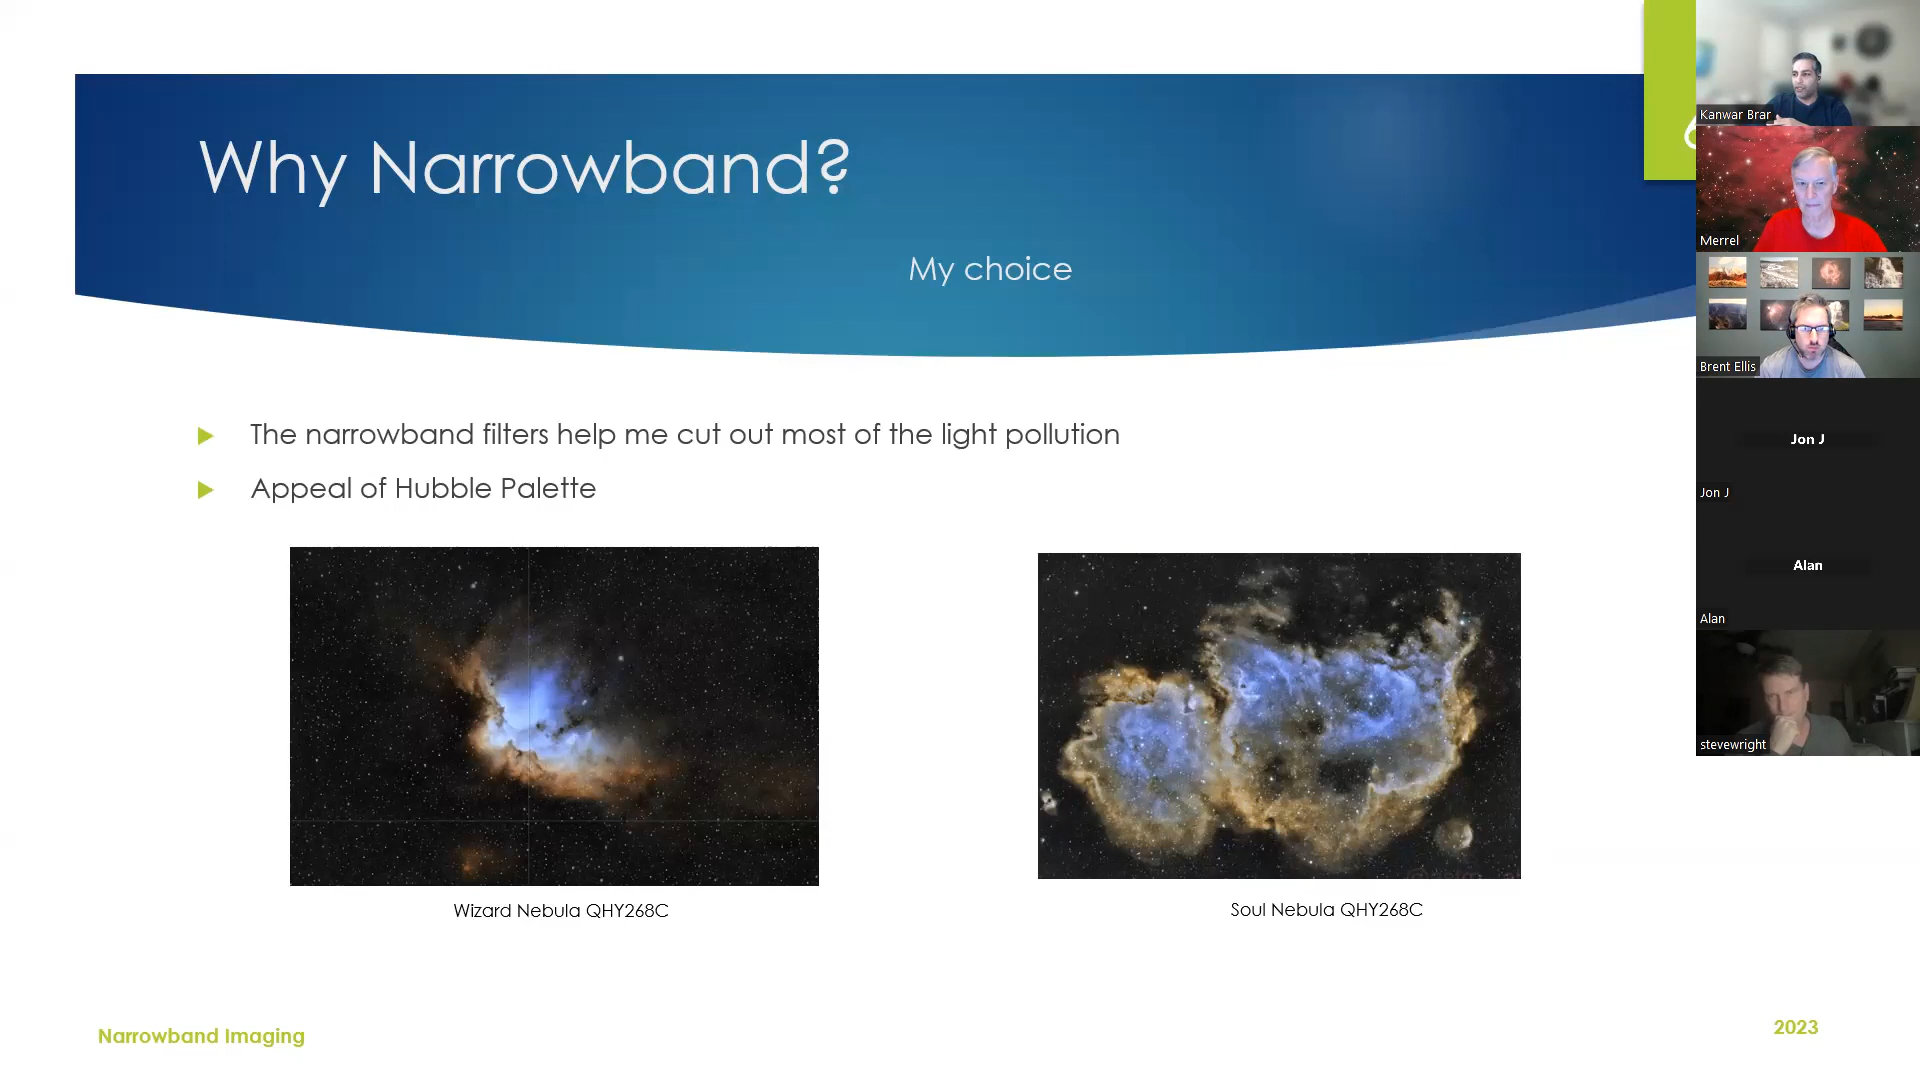 Why Narrowband?
My choice
The narrowband filters help me cut out most of the light pollution
Appeal of Hubble Palette
Wizard Nebula QHY268C
Soul Nebula QHY268C
Narrowband Imaging
2023
Kanwar Brar
Merrel
Brent Ellis
Jon J
Jon J
Alan
Alan
stevewright